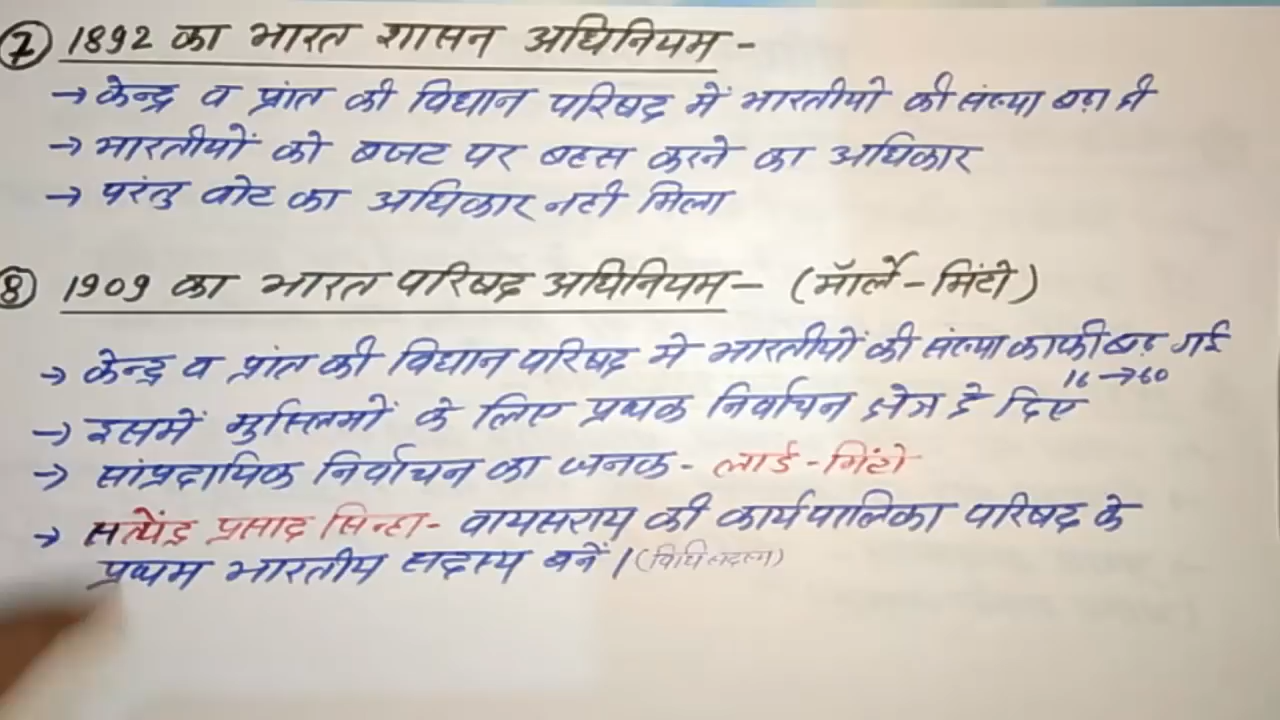 7 1892 का भारत शासन अधिनियम -
→ केन्द्र व प्रांत की विधान परिषद में भारतीयो की संख्या बढ़ा दी
→ भारतीयों को बजट पर बहस करने का अधिकार
→ परंतु वोट का अधिकार नही मिला
8 1909 का भारत परिषद अधिनियम - (मॉर्ले - मिंटो)
→ केन्द्र व प्रांत की विधान परिषद मे भारतीयों की संख्या काफी बढ़ गई
16 → 60
→ इसमें मुस्लिमों के लिए प्रथक निर्वाचन क्षेत्र दे दिए
→ सांप्रदायिक निर्वाचन का जनक - लार्ड - मिंटो
→ सत्येंद्र प्रसाद सिन्हा - वायसराय की कार्यपालिका परिषद के
प्रथम भारतीय सदस्य बनें । (विधि सदस्य)